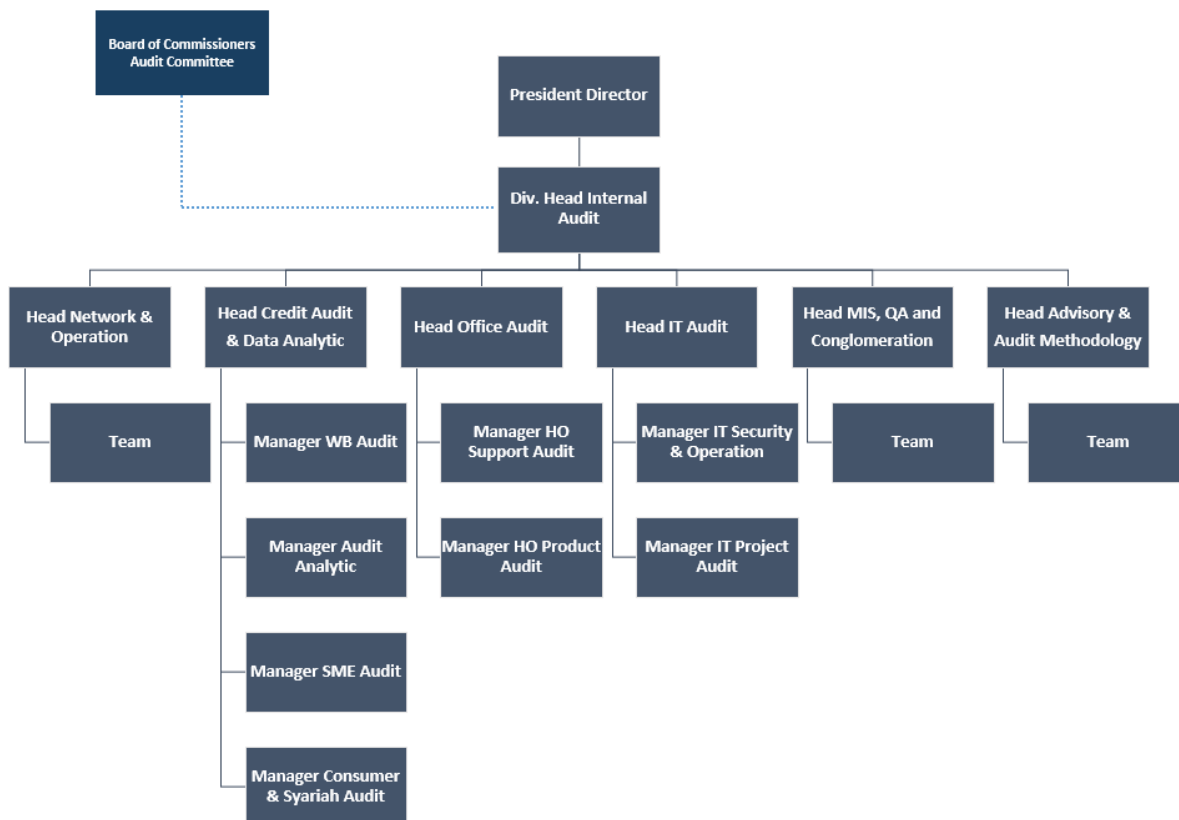 Board of Commissioners
Audit Committee
President Director
Div. Head Internal
Audit
Head Network &
Operation
Head Credit Audit
& Data Analytic
Head Office Audit
Head IT Audit
Head MIS, QA and
Conglomeration
Head Advisory &
Audit Methodology
Team
Manager WB Audit
Manager HO
Support Audit
Manager IT Security
& Operation
Team
Team
Manager Audit
Analytic
Manager HO Product
Audit
Manager IT Project
Audit
Manager SME Audit
Manager Consumer
& Syariah Audit